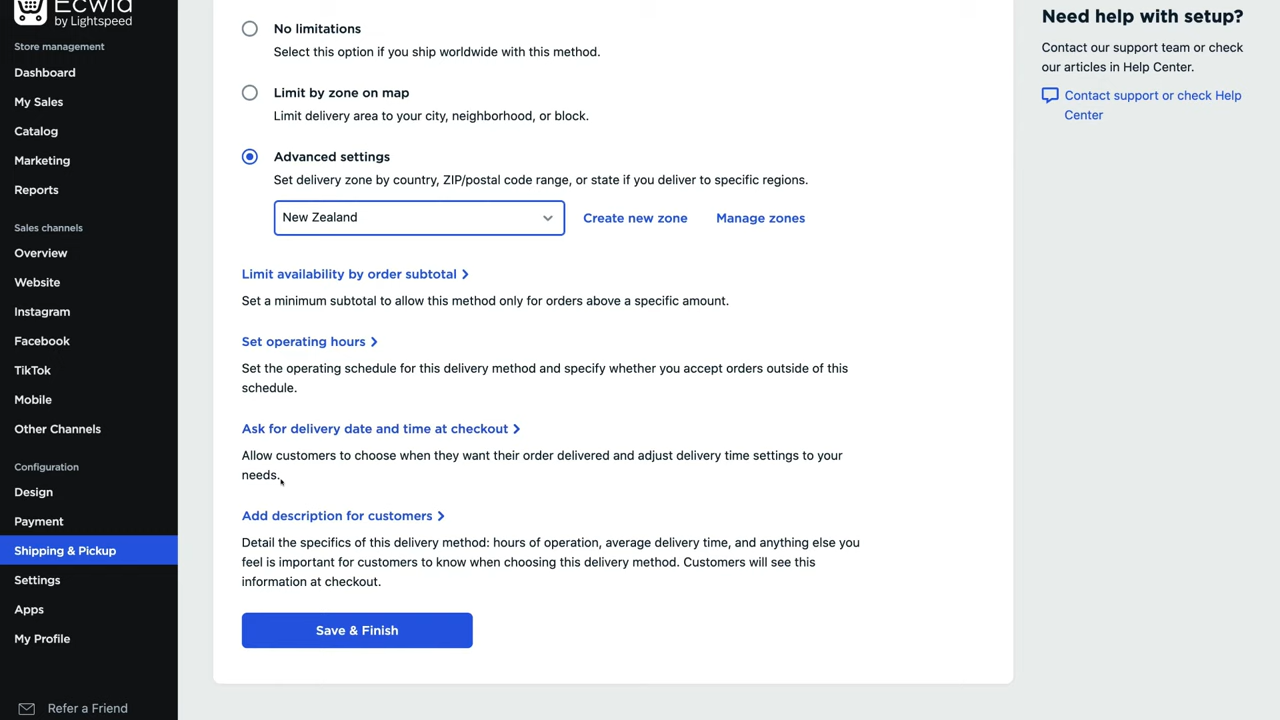 Ecwid
by Lightspeed
Store management
Dashboard
My Sales
Catalog
Marketing
Reports
Sales channels
Overview
Website
Instagram
Facebook
TikTok
Mobile
Other Channels
Configuration
Design
Payment
Shipping & Pickup
Settings
Apps
My Profile
Refer a Friend
No limitations
Select this option if you ship worldwide with this method.
Limit by zone on map
Limit delivery area to your city, neighborhood, or block.
Advanced settings
Set delivery zone by country, ZIP/postal code range, or state if you deliver to specific regions.
New Zealand
Create new zone
Manage zones
Limit availability by order subtotal
Set a minimum subtotal to allow this method only for orders above a specific amount.
Set operating hours
Set the operating schedule for this delivery method and specify whether you accept orders outside of this
schedule.
Ask for delivery date and time at checkout
Allow customers to choose when they want their order delivered and adjust delivery time settings to your
needs.
Add description for customers
Detail the specifics of this delivery method: hours of operation, average delivery time, and anything else you
feel is important for customers to know when choosing this delivery method. Customers will see this
information at checkout.
Save & Finish
Need help with setup?
Contact our support team or check
our articles in Help Center.
Contact support or check Help
Center